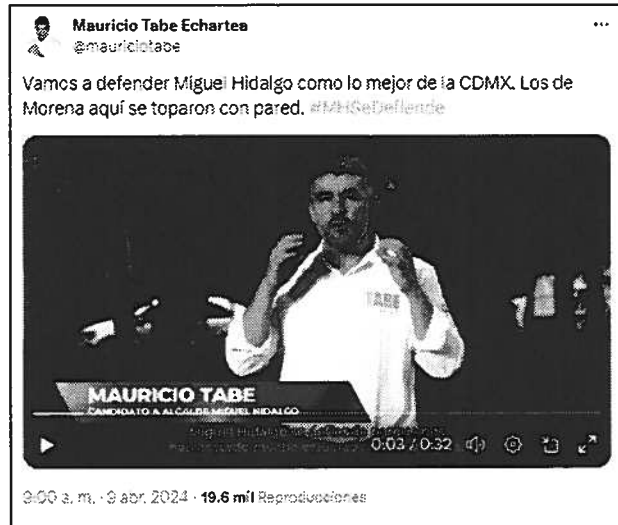 Mauricio Tabe Echartea
@mauriciotabe
Vamos a defender Miguel Hidalgo como lo mejor de la CDMX. Los de
Morena aquí se toparon con pared. #MHSeDefiende
TABE
MAURICIO TABE
CANDIDATO A ALCALDE MIGUEL HIDALGO
Miguel Hidalgo
0:03 / 0:32
9:00 a. m. · 9 abr. 2024 · 19.6 mil Reproducciones